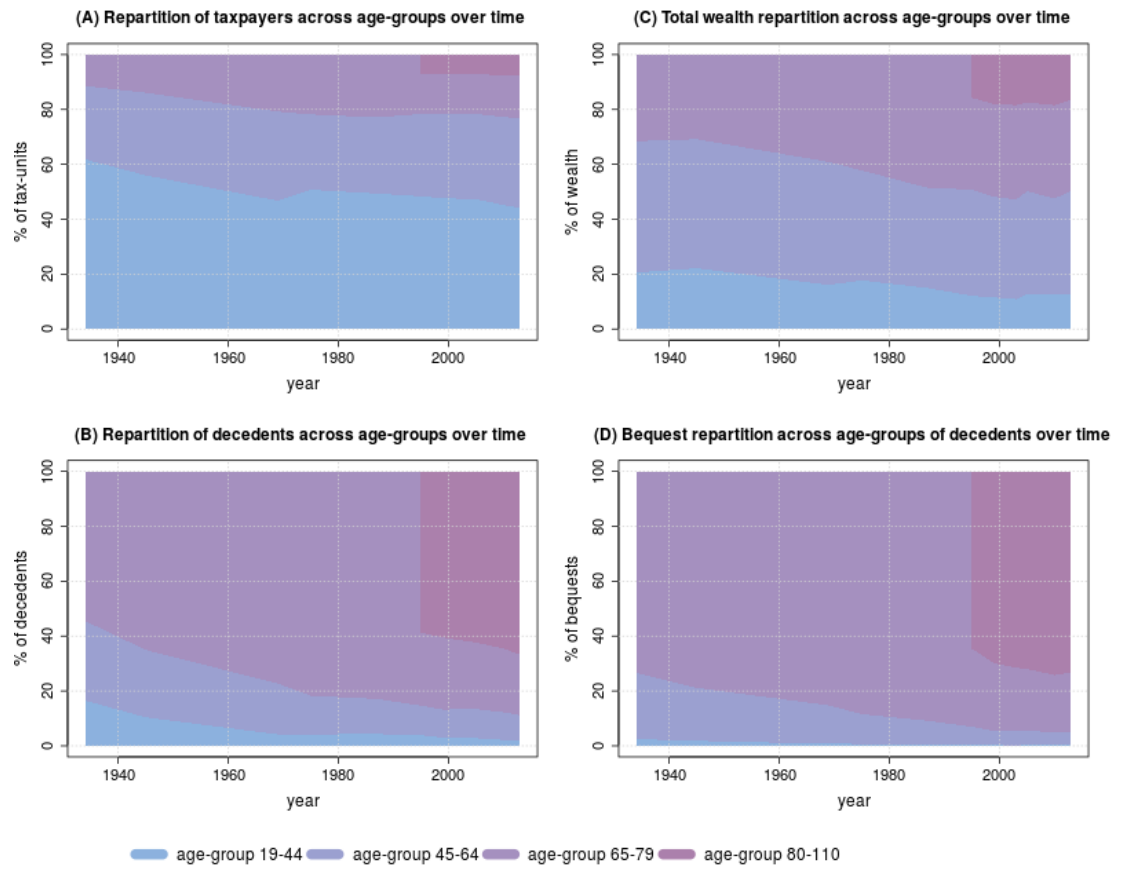 (A) Repartition of taxpayers across age-groups over time
% of tax-units
0 20 40 60 80 100
1940 1960 1980 2000
year
(C) Total wealth repartition across age-groups over time
% of wealth
0 20 40 60 80 100
1940 1960 1980 2000
year
(B) Repartition of decedents across age-groups over time
% of decedents
0 20 40 60 80 100
1940 1960 1980 2000
year
(D) Bequest repartition across age-groups of decedents over time
% of bequests
0 20 40 60 80 100
1940 1960 1980 2000
year
age-group 19-44 age-group 45-64 age-group 65-79 age-group 80-110